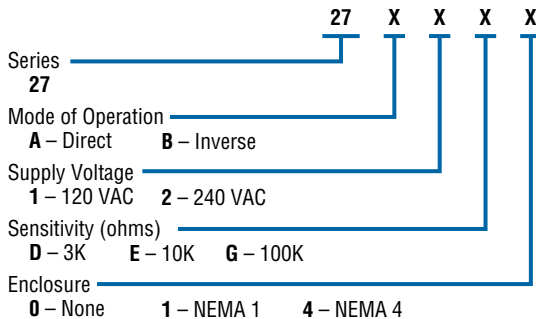 27 X X X X
Series
27
Mode of Operation
A – Direct B – Inverse
Supply Voltage
1 – 120 VAC 2 – 240 VAC
Sensitivity (ohms)
D – 3K E – 10K G – 100K
Enclosure
0 – None 1 – NEMA 1 4 – NEMA 4